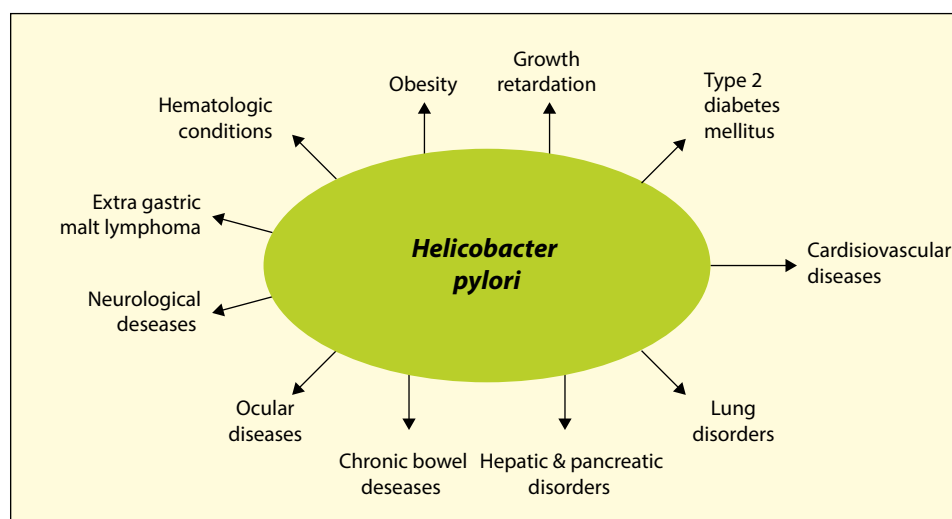 Growth
retardation
Obesity
Type 2
diabetes
mellitus
Hematologic
conditions
Extra gastric
malt lymphoma
Helicobacter
pylori
Cardisiovascular
diseases
Neurological
deseases
Ocular
diseases
Lung
disorders
Chronic bowel
deseases
Hepatic & pancreatic
disorders